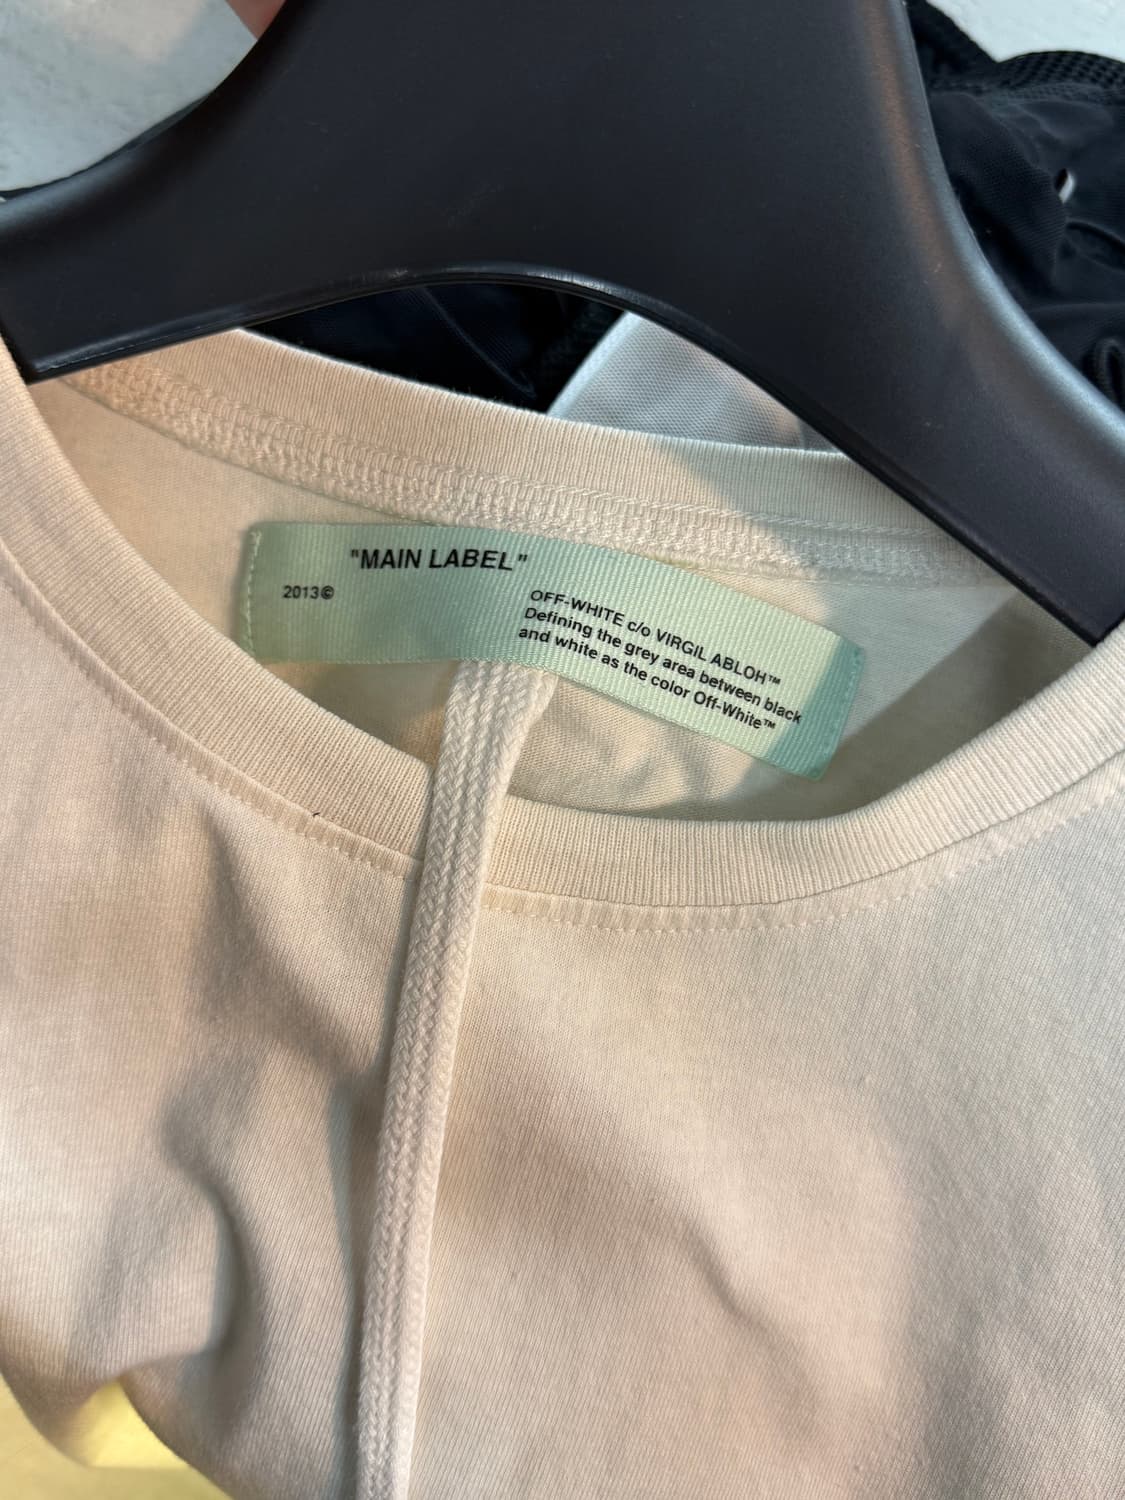 "MAIN LABEL"
2013©
OFF-WHITE c/o VIRGIL ABLOH™
Defining the grey area between black
and white as the color Off-White™